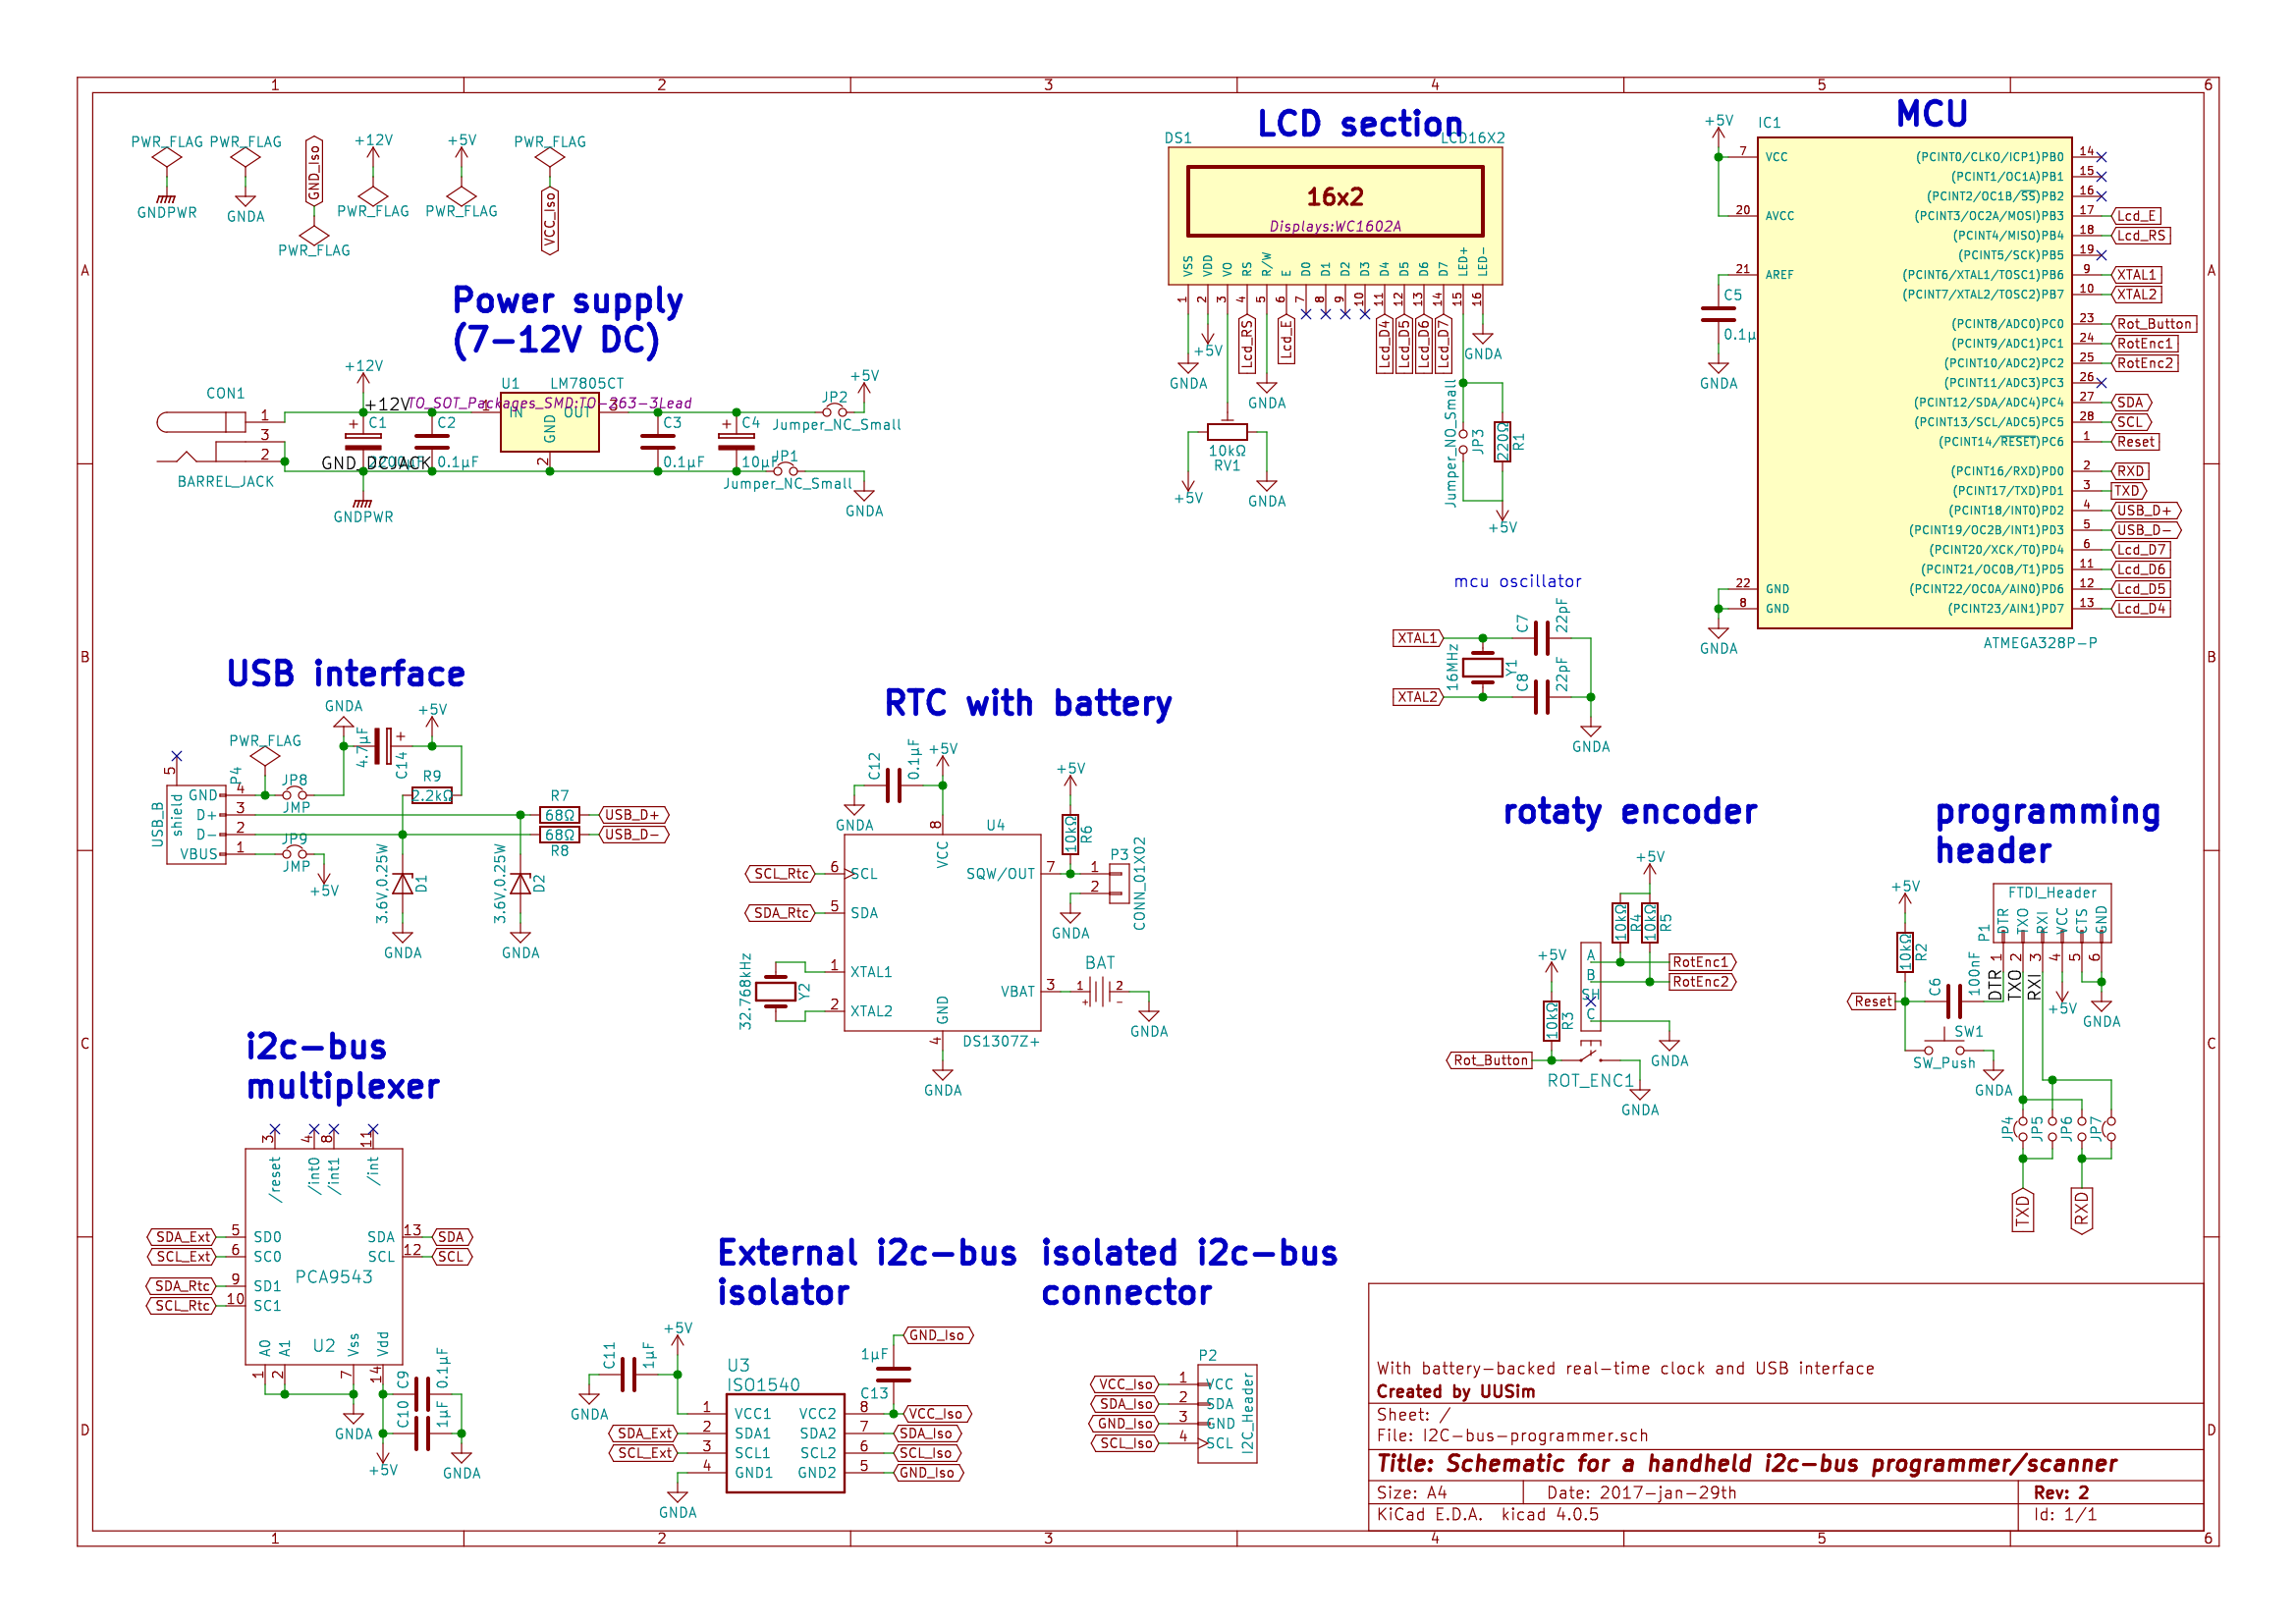 1 2 3 4 5 6
A
B
C
D
PWR_FLAG
GNDPWR
PWR_FLAG
GNDA
GND_Iso
PWR_FLAG
+12V
PWR_FLAG
+5V
PWR_FLAG
PWR_FLAG
VCC_Iso
Power supply
(7-12V DC)
CON1
BARREL_JACK
1
3
2
+12V
+12V
GND_DCJACK
GNDPWR
C1
2200µF
C2
0.1µF
U1 LM7805CT
TO_SOT_Packages_SMD:TO-263-3Lead
1 IN OUT 3
GND
2
C3
0.1µF
C4
10µF
JP2
Jumper_NC_Small
+5V
JP1
Jumper_NC_Small
GNDA
LCD section
DS1 LCD16X2
16x2
Displays:WC1602A
VSS VDD VO RS R/W E D0 D1 D2 D3 D4 D5 D6 D7 LED+ LED-
1 2 3 4 5 6 7 8 9 10 11 12 13 14 15 16
GNDA
+5V
Lcd_RS
GNDA
Lcd_E
Lcd_D4
Lcd_D5
Lcd_D6
Lcd_D7
GNDA
10kΩ
RV1
+5V
GNDA
Jumper_NO_Small
JP3
220Ω
R1
+5V
MCU
+5V
IC1
7 VCC
20 AVCC
21 AREF
C5
0.1µ
GNDA
22 GND
8 GND
GNDA
(PCINT0/CLKO/ICP1)PB0 14
(PCINT1/OC1A)PB1 15
(PCINT2/OC1B/SS)PB2 16
(PCINT3/OC2A/MOSI)PB3 17 Lcd_E
(PCINT4/MISO)PB4 18 Lcd_RS
(PCINT5/SCK)PB5 19
(PCINT6/XTAL1/TOSC1)PB6 9 XTAL1
(PCINT7/XTAL2/TOSC2)PB7 10 XTAL2
(PCINT8/ADC0)PC0 23 Rot_Button
(PCINT9/ADC1)PC1 24 RotEnc1
(PCINT10/ADC2)PC2 25 RotEnc2
(PCINT11/ADC3)PC3 26
(PCINT12/SDA/ADC4)PC4 27 SDA
(PCINT13/SCL/ADC5)PC5 28 SCL
(PCINT14/RESET)PC6 1 Reset
(PCINT16/RXD)PD0 2 RXD
(PCINT17/TXD)PD1 3 TXD
(PCINT18/INT0)PD2 4 USB_D+
(PCINT19/OC2B/INT1)PD3 5 USB_D-
(PCINT20/XCK/T0)PD4 6 Lcd_D7
(PCINT21/OC0B/T1)PD5 11 Lcd_D6
(PCINT22/OC0A/AIN0)PD6 12 Lcd_D5
(PCINT23/AIN1)PD7 13 Lcd_D4
ATMEGA328P-P
mcu oscillator
XTAL1
XTAL2
16MHz
Y1
C7
22pF
C8
22pF
GNDA
USB interface
GNDA
+5V
PWR_FLAG
4.7µF
C14
R9
2.2kΩ
P4
USB_B
shield
5
GND 4
D+ 3
D- 2
VBUS 1
JP8
JMP
JP9
JMP
+5V
R7
68Ω
USB_D+
68Ω
R8
USB_D-
3.6V,0.25W
D1
GNDA
3.6V,0.25W
D2
GNDA
RTC with battery
C12
0.1µF
+5V
GNDA
U4
8
VCC
SCL_Rtc 6 SCL
SDA_Rtc 5 SDA
32.768kHz
Y2
1 XTAL1
2 XTAL2
GND
4
DS1307Z+
GNDA
SQW/OUT 7
VBAT 3
+5V
10kΩ
R6
P3
1
2
CONN_01X02
GNDA
BAT
1 2
+ -
GNDA
rotaty encoder
+5V
10kΩ
R4
10kΩ
R5
+5V
10kΩ
R3
A
B
SH
C
RotEnc1
RotEnc2
GNDA
Rot_Button
ROT_ENC1
GNDA
programming
header
+5V
10kΩ
R2
Reset
C6
100nF
P1
FTDI_Header
DTR TXO RXI VCC CTS GND
1 2 3 4 5 6
DTR
TXO
RXI
+5V
GNDA
SW1
SW_Push
GNDA
JP4
JP5
JP6
JP7
TXD
RXD
i2c-bus
multiplexer
3 4 8 11
/reset /int0 /int1 /int
SDA_Ext 5 SD0
SCL_Ext 6 SC0
SDA_Rtc 9 SD1
SCL_Rtc 10 SC1
SDA 13 SDA
SCL 12 SCL
PCA9543
U2
A0 A1 Vss Vdd
1 2 7 14
GNDA
C9
0.1µF
C10
1µF
+5V
GNDA
External i2c-bus
isolator
C11
1µF
+5V
GNDA
U3
ISO1540
1 VCC1
SDA_Ext 2 SDA1
SCL_Ext 3 SCL1
4 GND1
GNDA
VCC2 8 VCC_Iso
SDA2 7 SDA_Iso
SCL2 6 SCL_Iso
GND2 5 GND_Iso
GND_Iso
1µF
C13
isolated i2c-bus
connector
P2
VCC_Iso 1 VCC
SDA_Iso 2 SDA
GND_Iso 3 GND
SCL_Iso 4 SCL
I2C_Header
With battery-backed real-time clock and USB interface
Created by UUSim
Sheet: /
File: I2C-bus-programmer.sch
Title: Schematic for a handheld i2c-bus programmer/scanner
Size: A4 Date: 2017-jan-29th Rev: 2
KiCad E.D.A. kicad 4.0.5 Id: 1/1
A
B
C
D
1 2 3 4 5 6